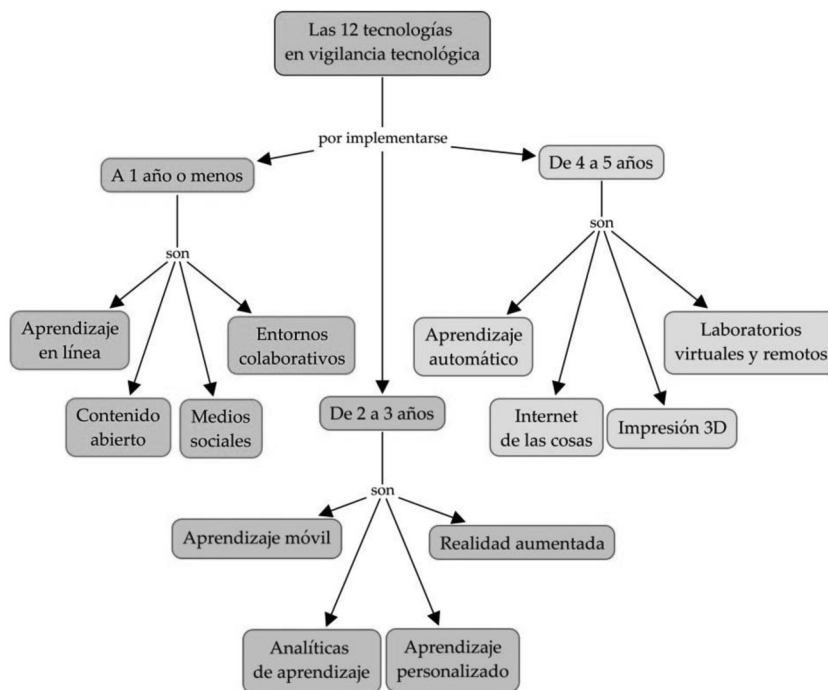 Las 12 tecnologías
en vigilancia tecnológica
por implementarse
A 1 año o menos
son
Aprendizaje
en línea
Contenido
abierto
Medios
sociales
Entornos
colaborativos
De 2 a 3 años
son
Aprendizaje móvil
Analíticas
de aprendizaje
Aprendizaje
personalizado
Realidad aumentada
De 4 a 5 años
son
Aprendizaje
automático
Internet
de las cosas
Impresión 3D
Laboratorios
virtuales y remotos